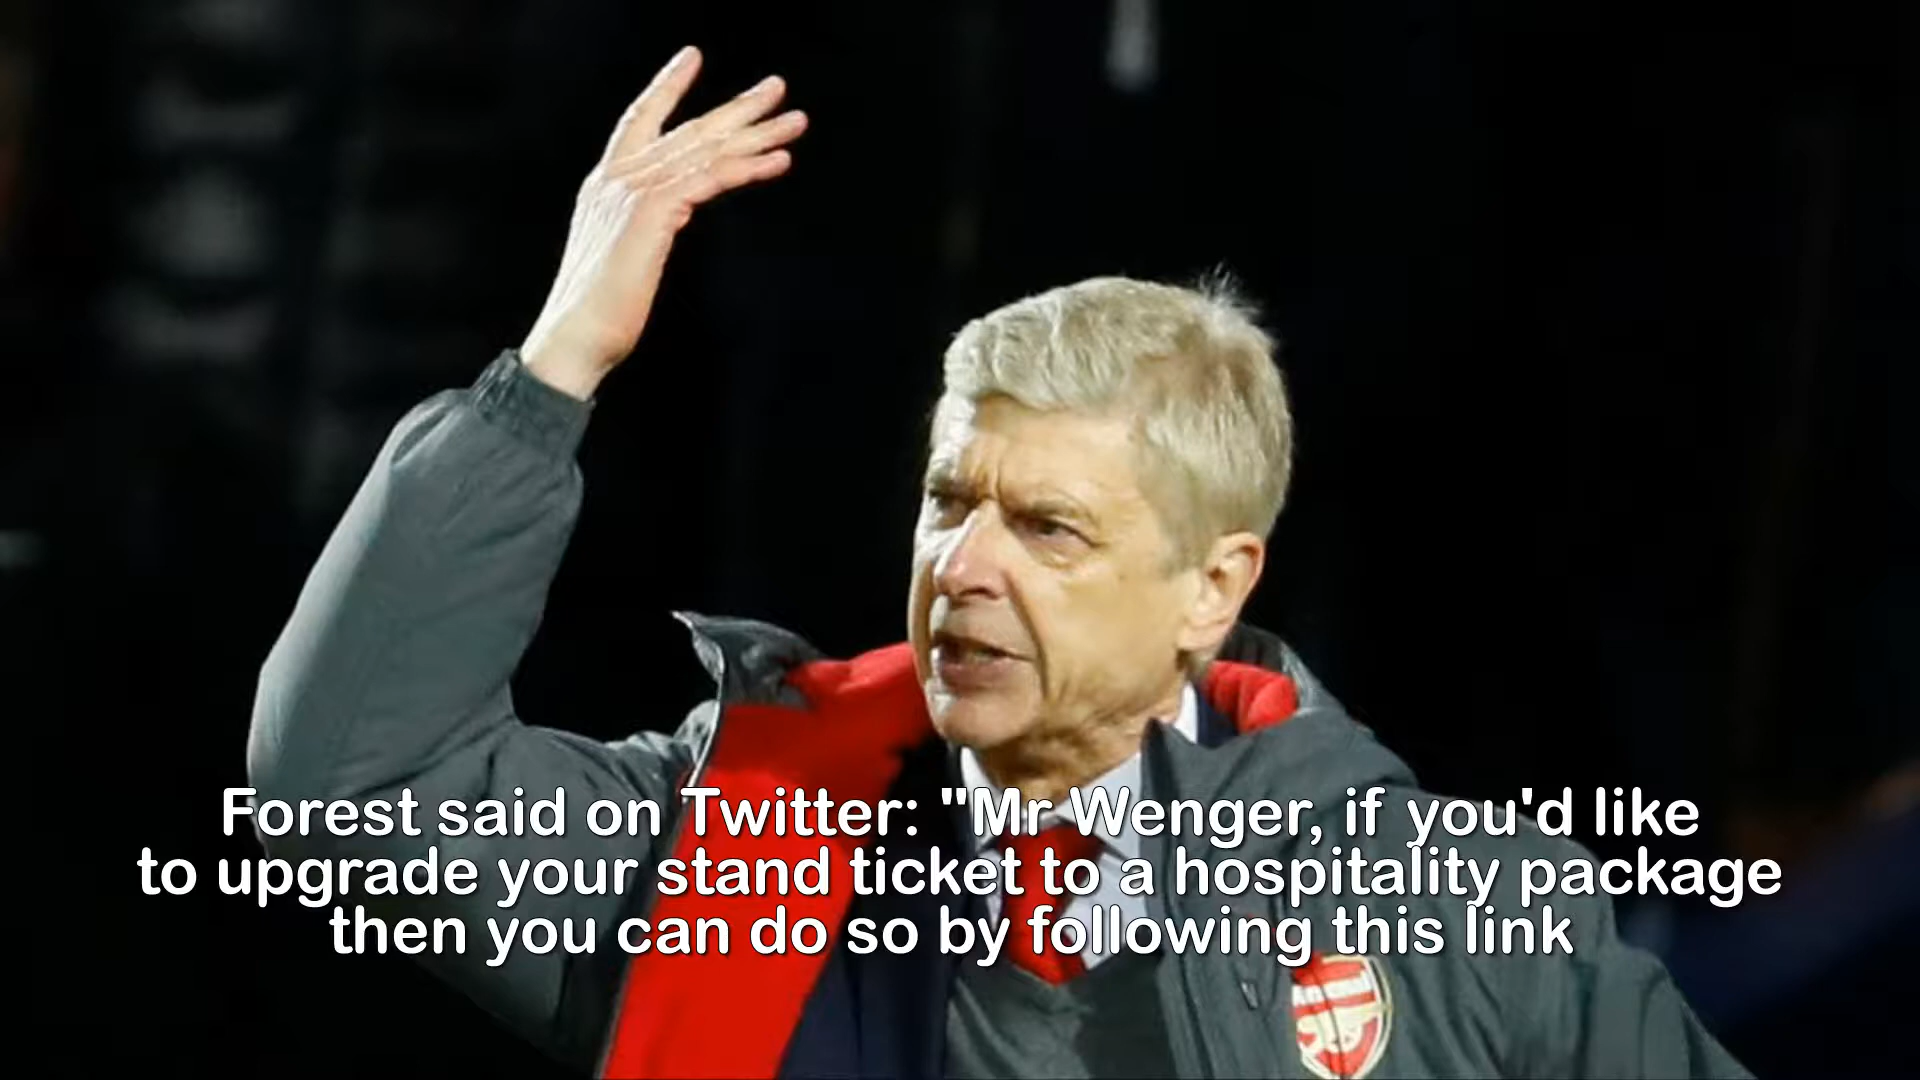 Forest said on Twitter: "Mr Wenger, if you'd like
to upgrade your stand ticket to a hospitality package
then you can do so by following this link